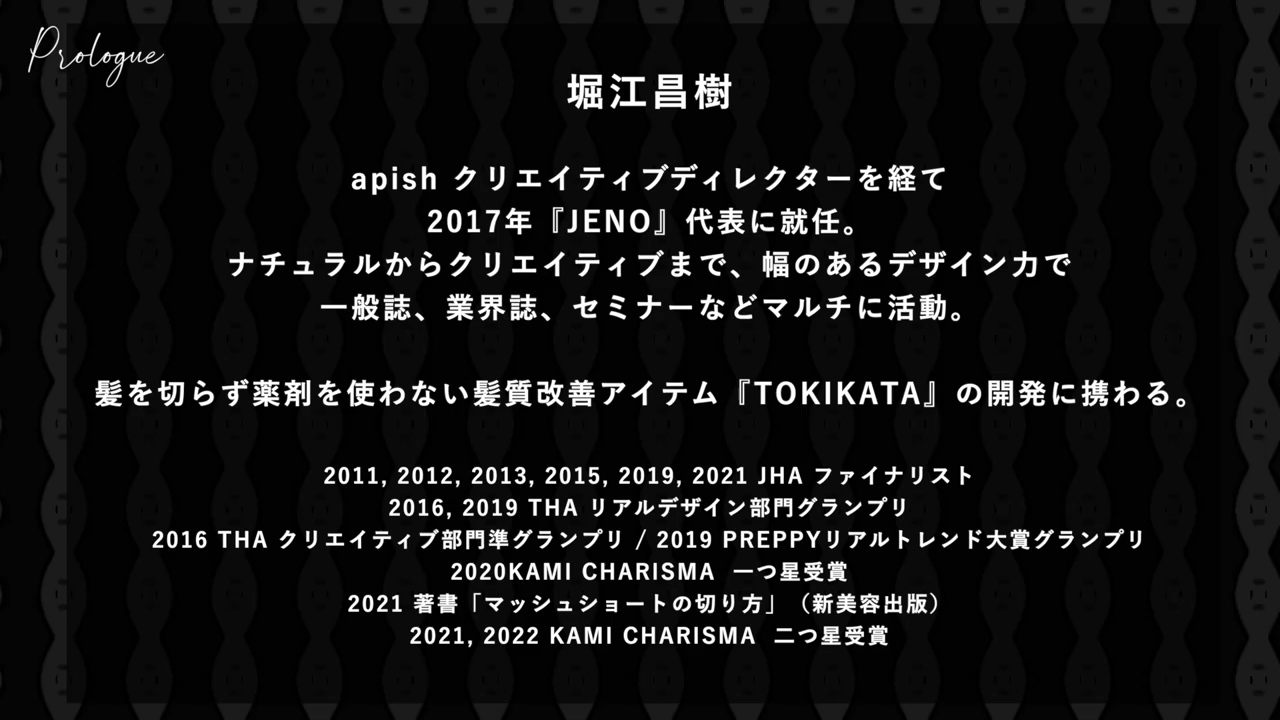 Prologue
堀江昌樹
apish クリエイティブディレクターを経て
2017年『JENO』代表に就任。
ナチュラルからクリエイティブまで、幅のあるデザイン力で
一般誌、業界誌、セミナーなどマルチに活動。
髪を切らず薬剤を使わない髪質改善アイテム『TOKIKATA』の開発に携わる。
2011, 2012, 2013, 2015, 2019, 2021 JHA ファイナリスト
2016, 2019 THA リアルデザイン部門グランプリ
2016 THA クリエイティブ部門準グランプリ / 2019 PREPPYリアルトレンド大賞グランプリ
2020KAMI CHARISMA 一つ星受賞
2021 著書「マッシュショートの切り方」（新美容出版）
2021, 2022 KAMI CHARISMA 二つ星受賞